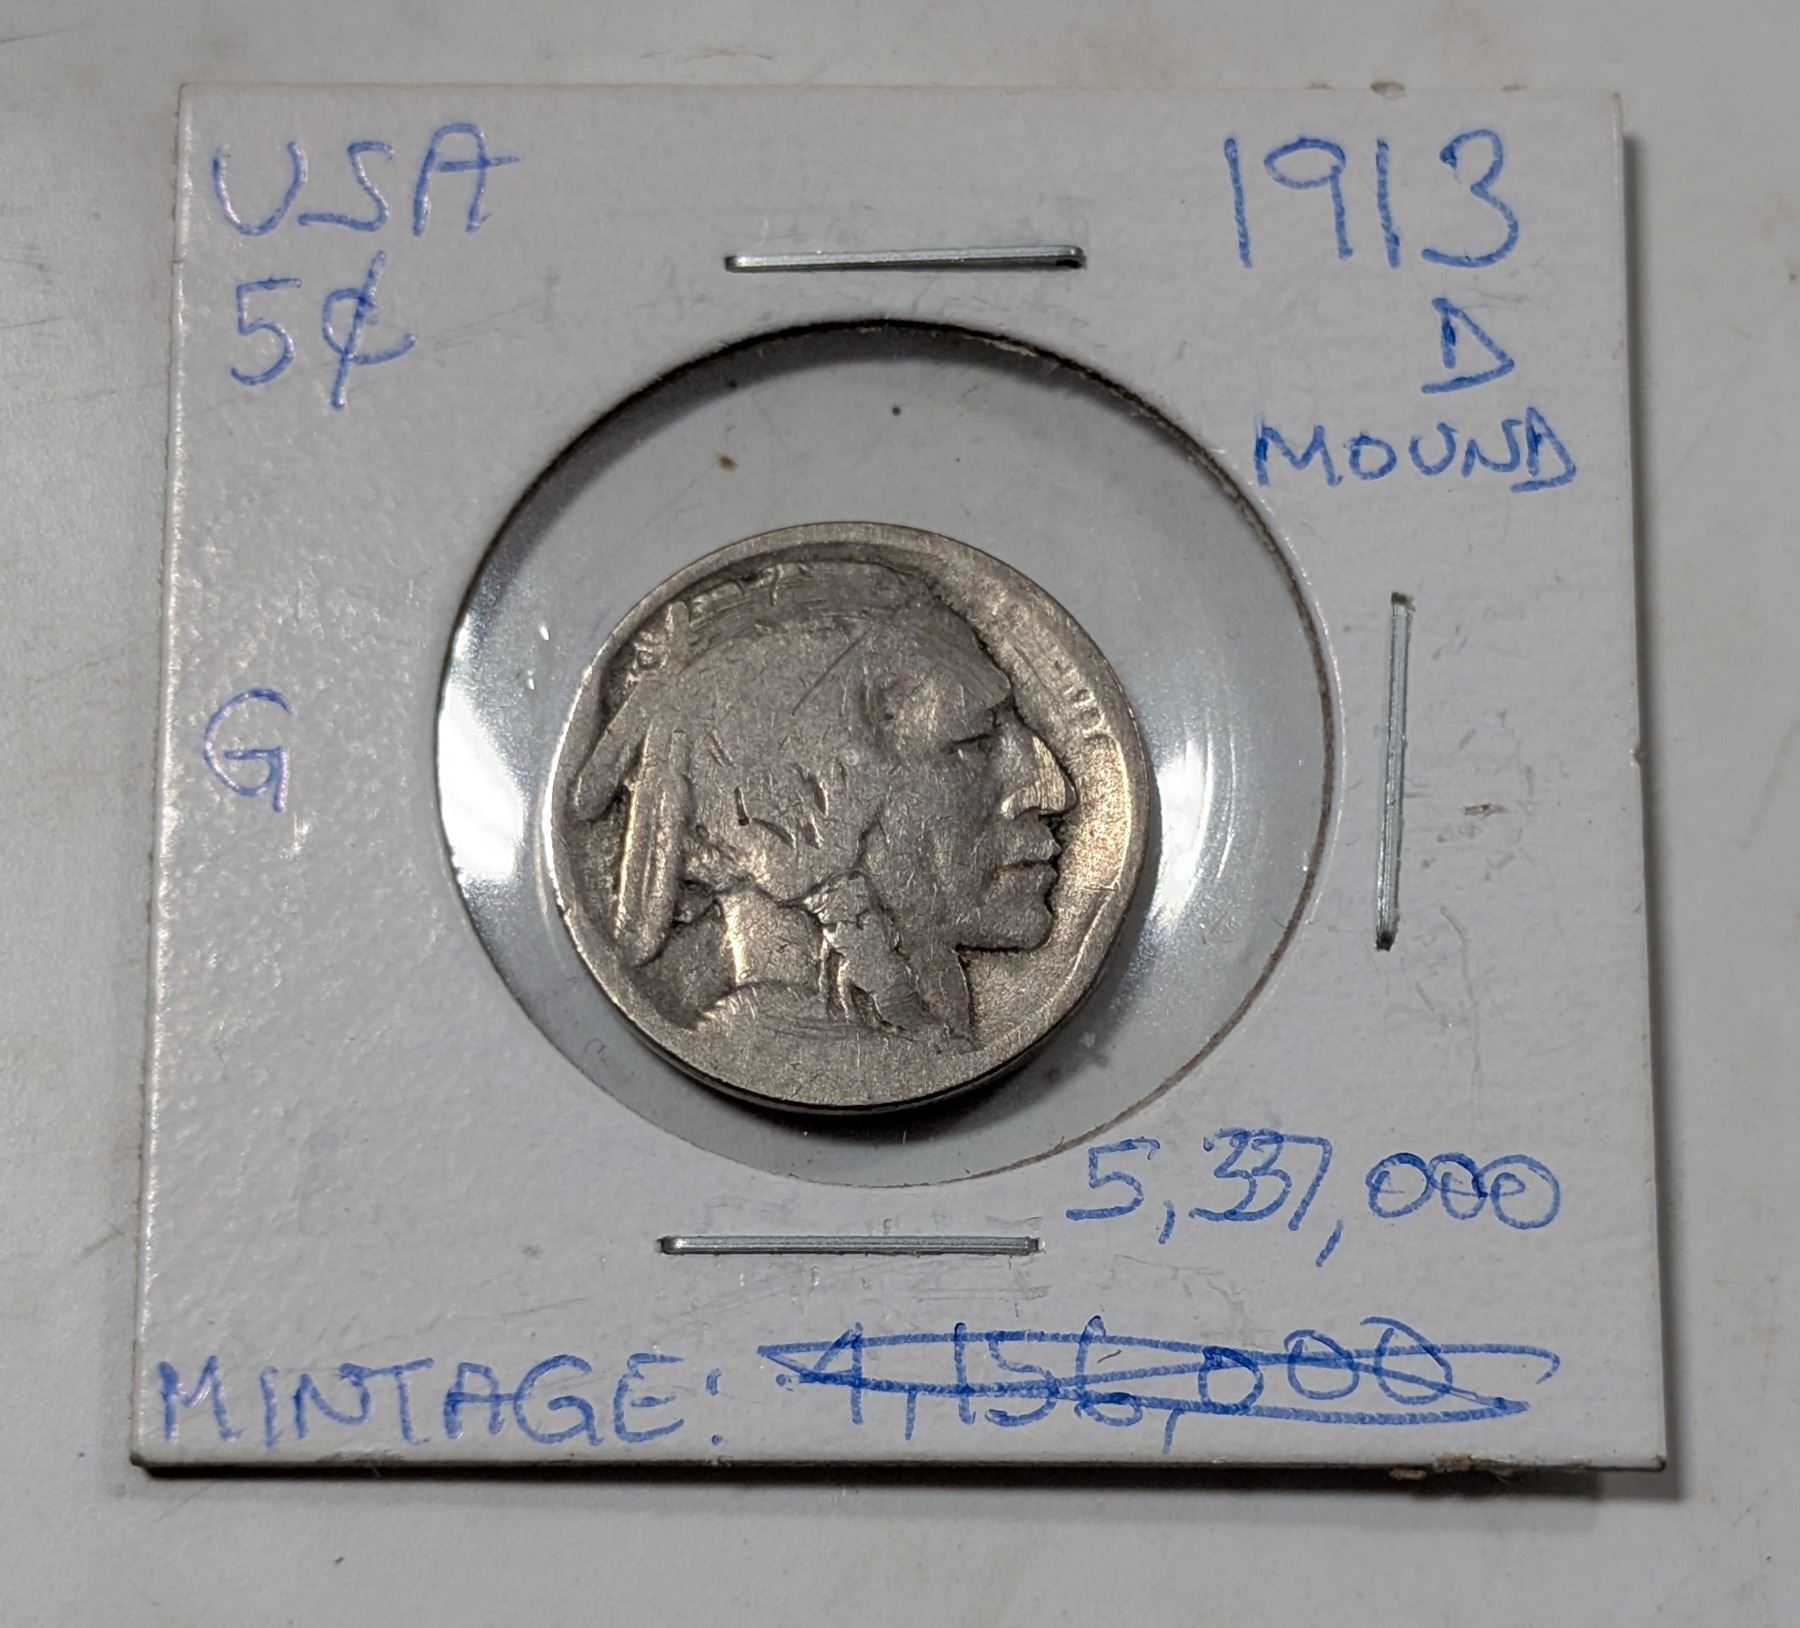 USA
5¢
1913
D
MOUND
G
5,337,000
MINTAGE: 4,156,000